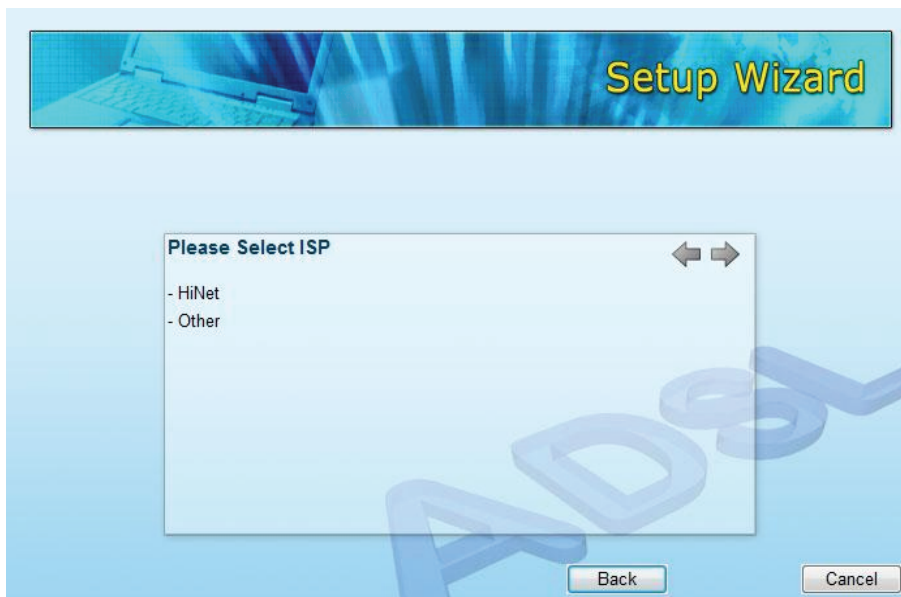 Setup Wizard
Please Select ISP
- HiNet
- Other
ADSL
Back Cancel